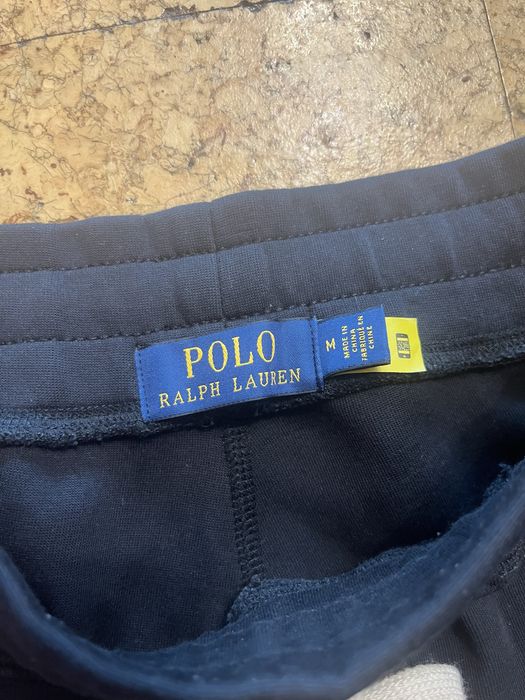 POLO
RALPH LAUREN
M
MADE IN
CHINA
FABRIQUÉ EN
CHINE